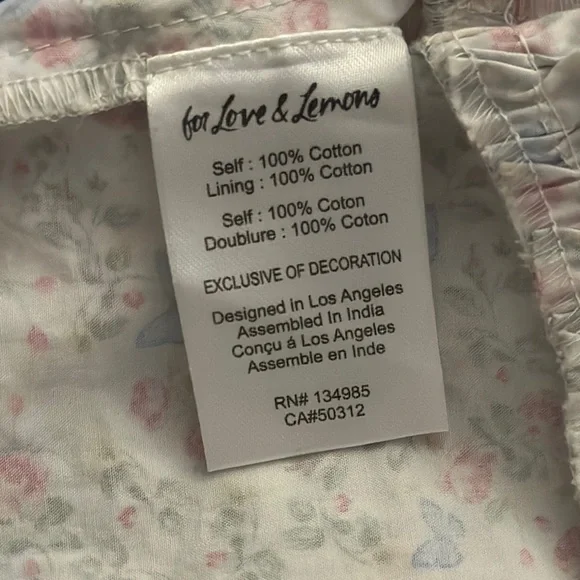 for Love & Lemons
Self : 100% Cotton
Lining : 100% Cotton
Self : 100% Coton
Doublure : 100% Coton
EXCLUSIVE OF DECORATION
Designed in Los Angeles
Assembled In India
Conçu á Los Angeles
Assemble en Inde
RN# 134985
CA#50312